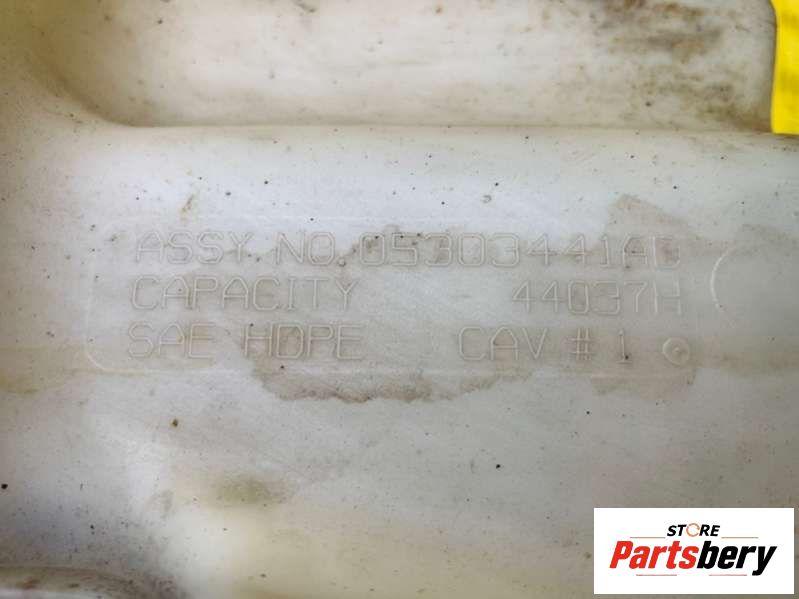 ASSY NO. 05303441AD
CAPACITY 44037H
SAE HDPE CAV # 1
STORE
Partsbery